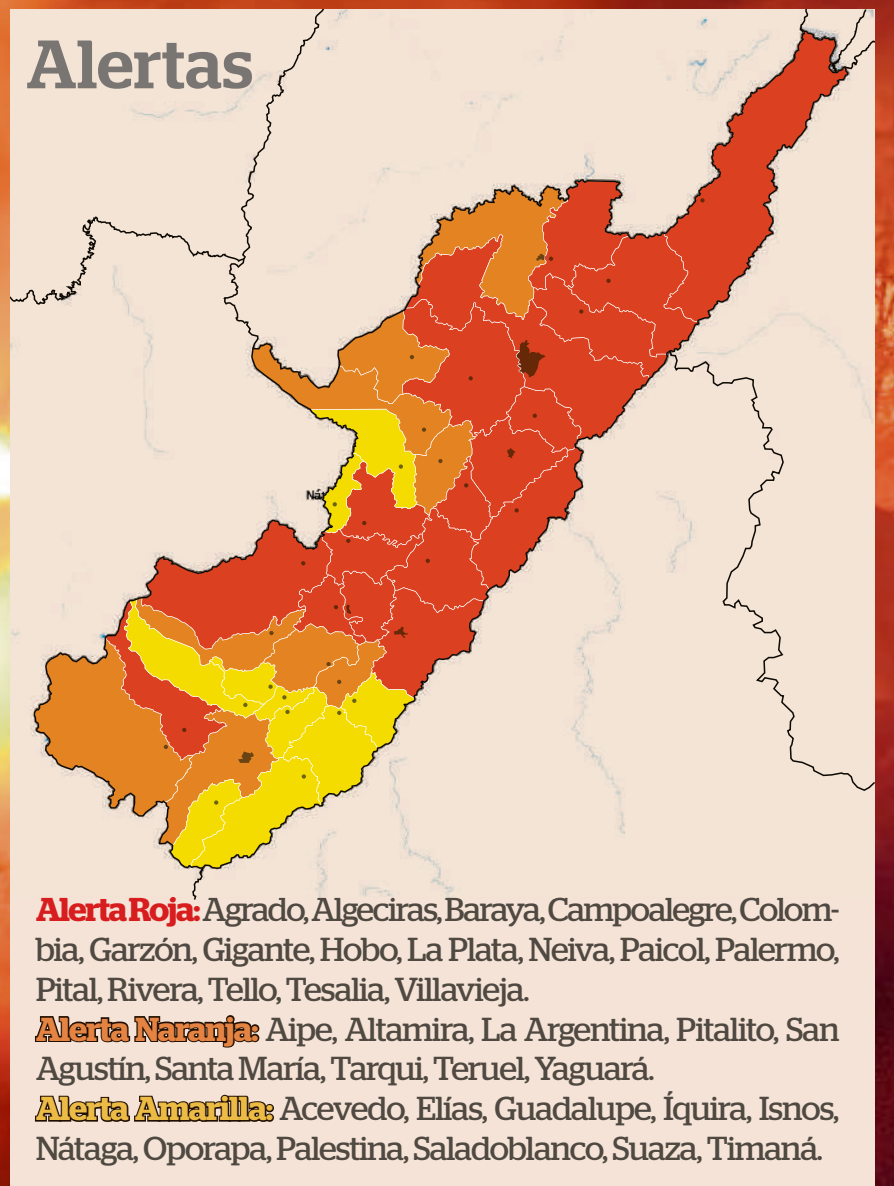 Alertas
Nát
Alerta Roja: Agrado, Algeciras, Baraya, Campoalegre, Colom-
bia, Garzón, Gigante, Hobo, La Plata, Neiva, Paicol, Palermo,
Pital, Rivera, Tello, Tesalia, Villavieja.
Alerta Naranja: Aipe, Altamira, La Argentina, Pitalito, San
Agustín, Santa María, Tarqui, Teruel, Yaguará.
Alerta Amarilla: Acevedo, Elías, Guadalupe, Íquira, Isnos,
Nátaga, Oporapa, Palestina, Saladoblanco, Suaza, Timaná.